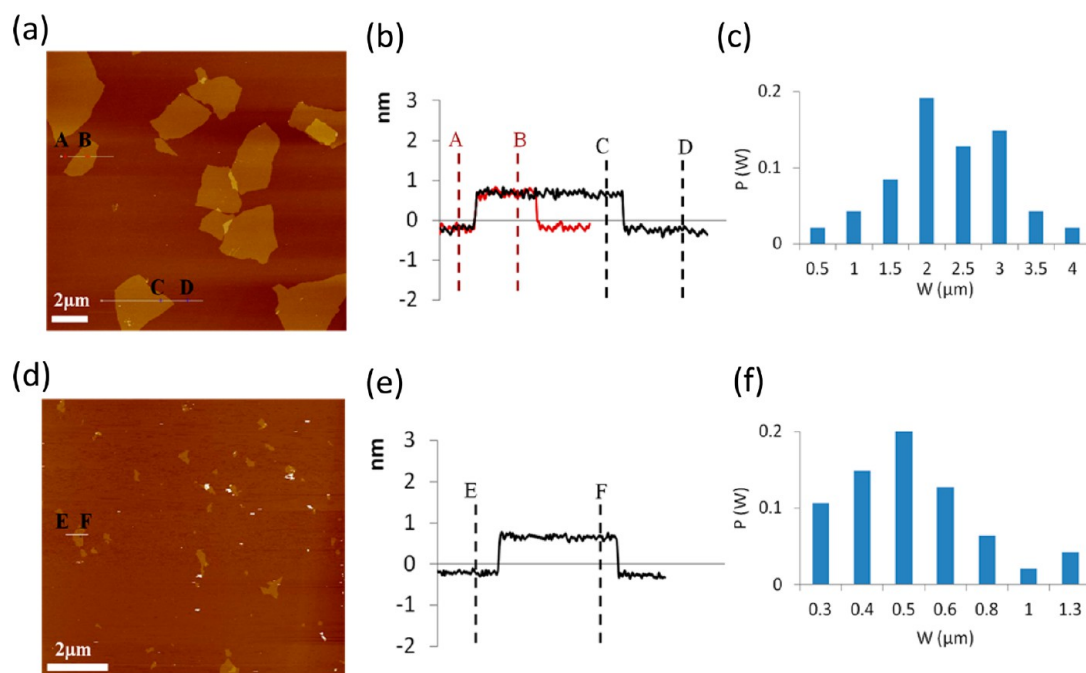 (a)
A B
C D
2μm
(b)
nm
3
2
1
0
-1
-2
A
B
C
D
(c)
P (W)
0.2
0.1
0
0.5 1 1.5 2 2.5 3 3.5 4
W (μm)
(d)
E F
2μm
(e)
nm
3
2
1
0
-1
-2
E
F
(f)
P (W)
0.2
0.1
0
0.3 0.4 0.5 0.6 0.8 1 1.3
W (μm)